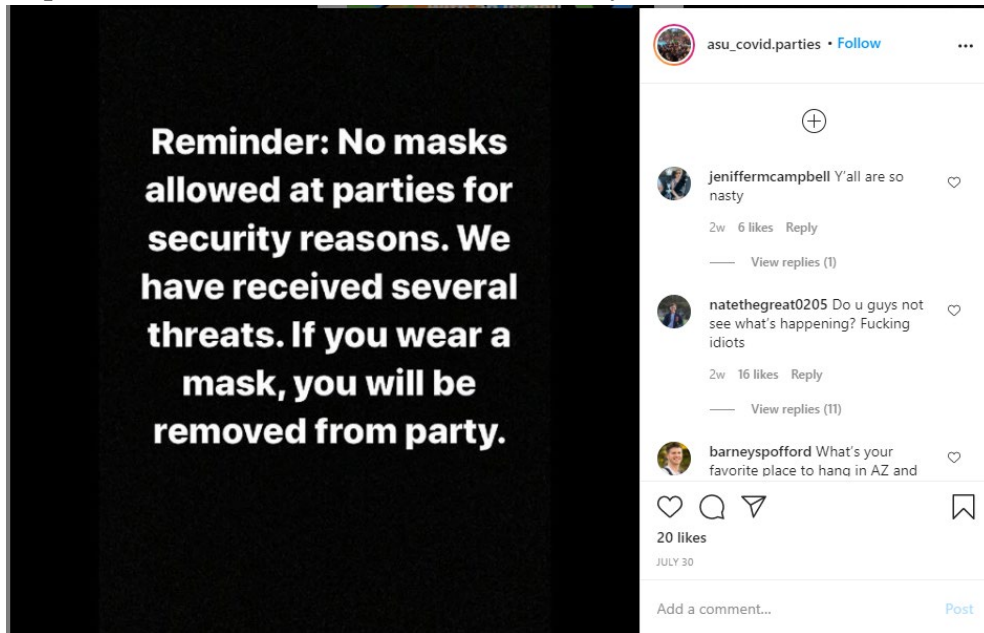 asu_covid.parties • Follow
Reminder: No masks
allowed at parties for
security reasons. We
have received several
threats. If you wear a
mask, you will be
removed from party.
jeniffermcampbell Y'all are so
nasty
2w 6 likes Reply
View replies (1)
natethegreat0205 Do u guys not
see what's happening? Fucking
idiots
2w 16 likes Reply
View replies (11)
barneyspofford What's your
favorite place to hang in AZ and
20 likes
JULY 30
Add a comment...
Post